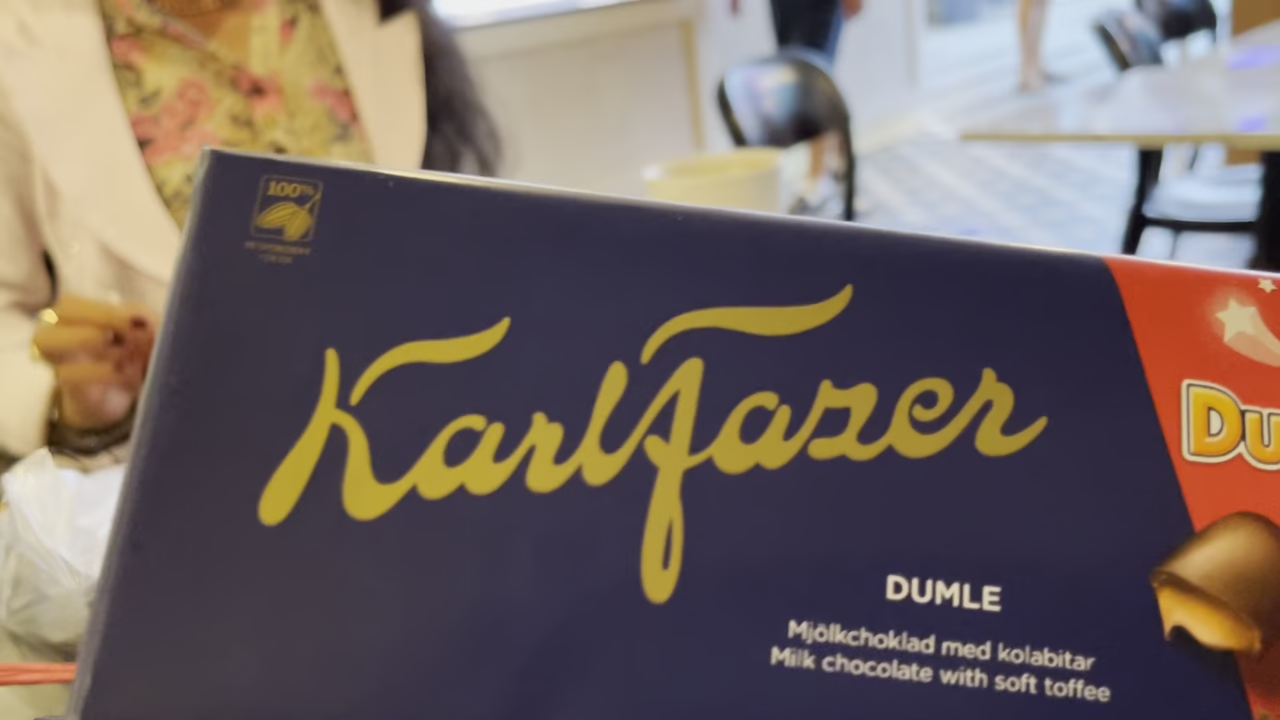 100%
Karl Fazer
Du
DUMLE
Mjölkchoklad med kolabitar
Milk chocolate with soft toffee